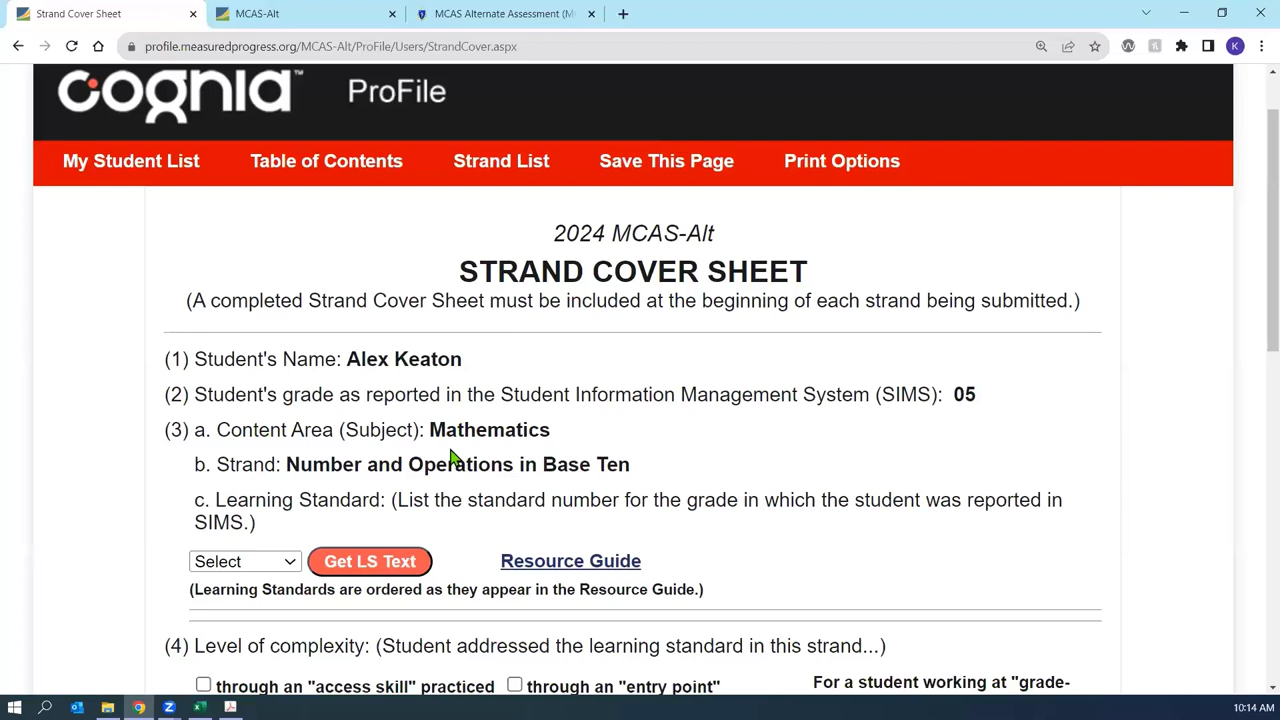 Strand Cover Sheet
MCAS-Alt
MCAS Alternate Assessment (M
profile.measuredprogress.org/MCAS-Alt/ProFile/Users/StrandCover.aspx
K
cognia™ ProFile
My Student List Table of Contents Strand List Save This Page Print Options
2024 MCAS-Alt
STRAND COVER SHEET
(A completed Strand Cover Sheet must be included at the beginning of each strand being submitted.)
(1) Student's Name: Alex Keaton
(2) Student's grade as reported in the Student Information Management System (SIMS): 05
(3) a. Content Area (Subject): Mathematics
b. Strand: Number and Operations in Base Ten
c. Learning Standard: (List the standard number for the grade in which the student was reported in
SIMS.)
Select Get LS Text Resource Guide
(Learning Standards are ordered as they appear in the Resource Guide.)
(4) Level of complexity: (Student addressed the learning standard in this strand...)
through an "access skill" practiced through an "entry point" For a student working at "grade-
10:14 AM